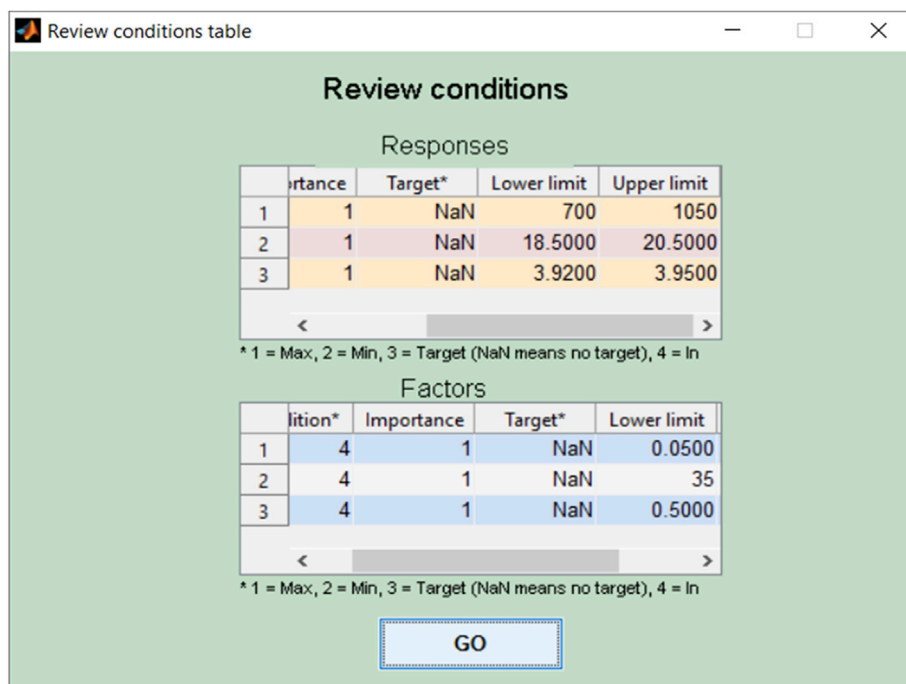 Review conditions table
Review conditions
Responses
rtance Target* Lower limit Upper limit
1 1 NaN 700 1050
2 1 NaN 18.5000 20.5000
3 1 NaN 3.9200 3.9500
* 1 = Max, 2 = Min, 3 = Target (NaN means no target), 4 = In
Factors
lition* Importance Target* Lower limit
1 4 1 NaN 0.0500
2 4 1 NaN 35
3 4 1 NaN 0.5000
* 1 = Max, 2 = Min, 3 = Target (NaN means no target), 4 = In
GO